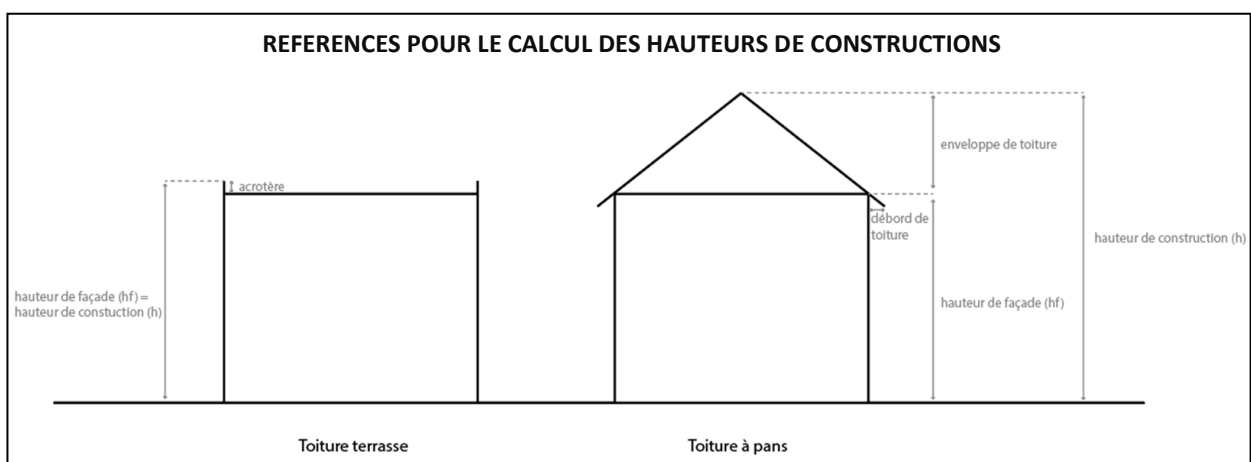 REFERENCES POUR LE CALCUL DES HAUTEURS DE CONSTRUCTIONS
enveloppe de toiture
acrotère
débord de
toiture
hauteur de construction (h)
hauteur de façade (hf) =
hauteur de constuction (h)
hauteur de façade (hf)
Toiture terrasse
Toiture à pans